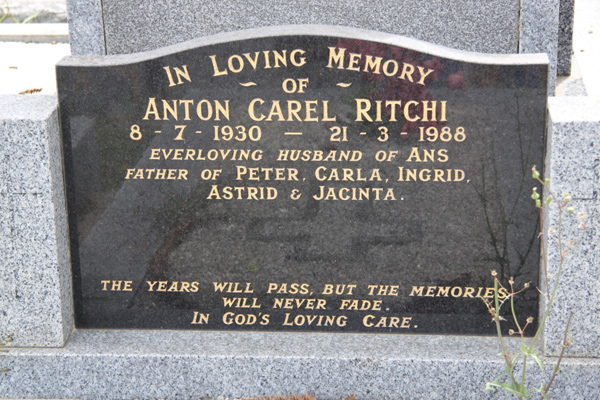 In Loving Memory
~ of ~
Anton Carel Ritchi
8 - 7 - 1930 — 21 - 3 - 1988
everloving husband of Ans
father of Peter, Carla, Ingrid,
Astrid & Jacinta.
the years will pass, but the memories
will never fade.
In God's Loving Care.